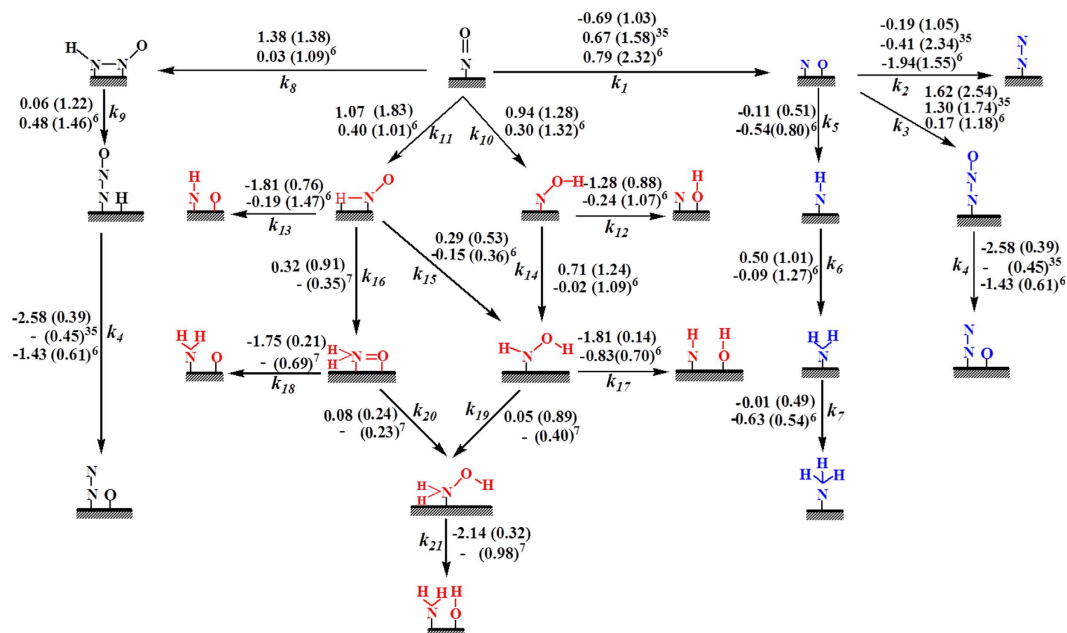 1.38 (1.38)
0.03 (1.09)⁶
k₈
-0.69 (1.03)
0.67 (1.58)³⁵
0.79 (2.32)⁶
k₁
-0.19 (1.05)
-0.41 (2.34)³⁵
-1.94(1.55)⁶
k₂
H
N
N
O
O
N
N O
N
N
0.06 (1.22)
0.48 (1.46)⁶
k₉
1.07 (1.83)
0.40 (1.01)⁶
k₁₁
0.94 (1.28)
0.30 (1.32)⁶
k₁₀
-0.11 (0.51)
-0.54(0.80)⁶
k₅
1.62 (2.54)
1.30 (1.74)³⁵
0.17 (1.18)⁶
k₃
O
N
N
H
H
N
O
-1.81 (0.76)
-0.19 (1.47)⁶
k₁₃
H
N
O
N
O
H
-1.28 (0.88)
-0.24 (1.07)⁶
k₁₂
H
N O
H
N
O
N
N
0.32 (0.91)
- (0.35)⁷
k₁₆
0.29 (0.53)
-0.15 (0.36)⁶
k₁₅
k₁₄
0.71 (1.24)
-0.02 (1.09)⁶
0.50 (1.01)
-0.09 (1.27)⁶
k₆
k₄
-2.58 (0.39)
- (0.45)³⁵
-1.43 (0.61)⁶
-2.58 (0.39)
- (0.45)³⁵
-1.43 (0.61)⁶
k₄
H H
N O
-1.75 (0.21)
- (0.69)⁷
k₁₈
H
H
N
O
H
N
O
H
-1.81 (0.14)
-0.83(0.70)⁶
k₁₇
H H
N O
H H
N
N
N O
0.08 (0.24)
- (0.23)⁷
k₂₀
k₁₉
0.05 (0.89)
- (0.40)⁷
-0.01 (0.49)
-0.63 (0.54)⁶
k₇
N
N O
H
H
N
O
H
H
H H
N
k₂₁
-2.14 (0.32)
- (0.98)⁷
H H H
N O